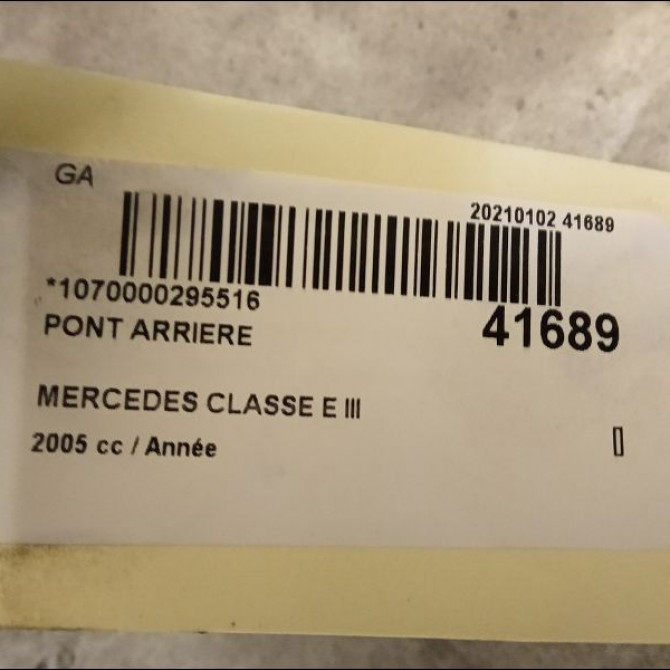 GA
20210102 41689
*1070000295516
41689
PONT ARRIERE
MERCEDES CLASSE E III
2005 cc / Année